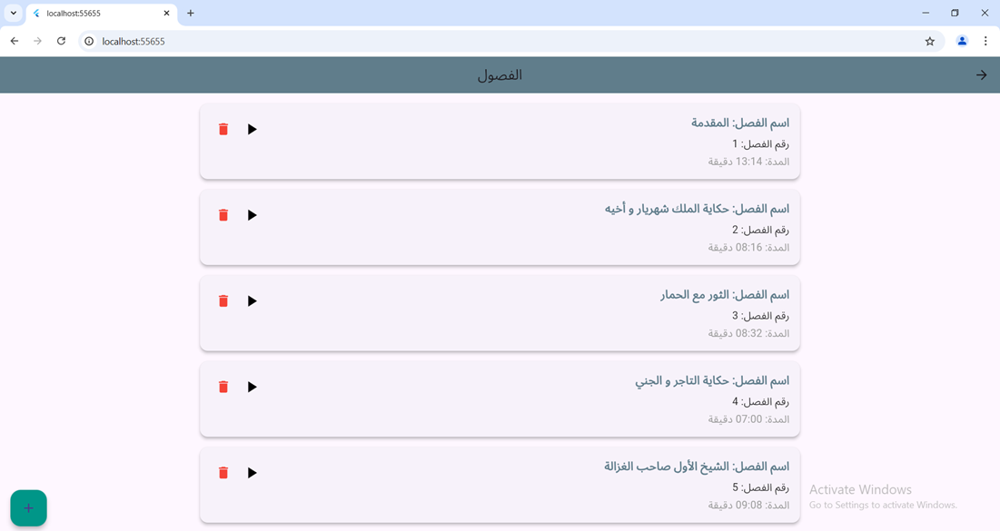 localhost:55655
localhost:55655
الفصول
اسم الفصل: المقدمة
رقم الفصل: 1
المدة: 13:14 دقيقة
اسم الفصل: حكاية الملك شهريار و أخيه
رقم الفصل: 2
المدة: 08:16 دقيقة
اسم الفصل: الثور مع الحمار
رقم الفصل: 3
المدة: 08:32 دقيقة
اسم الفصل: حكاية التاجر و الجني
رقم الفصل: 4
المدة: 07:00 دقيقة
اسم الفصل: الشيخ الأول صاحب الغزالة
رقم الفصل: 5
المدة: 09:08 دقيقة
Activate Windows
Go to Settings to activate Windows.